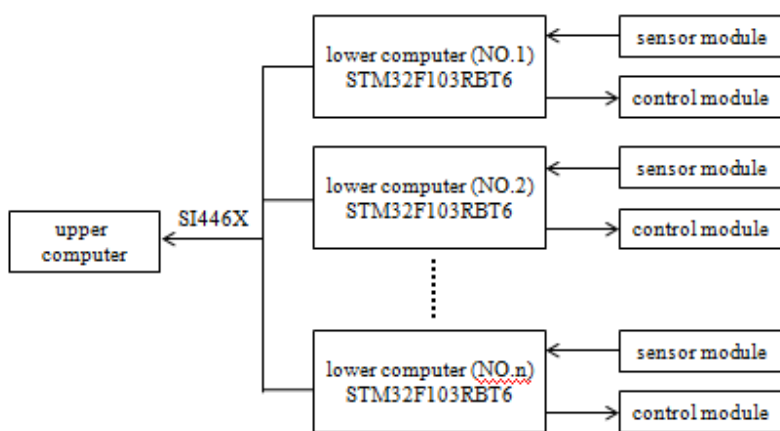 lower computer (NO.1)
STM32F103RBT6
sensor module
control module
lower computer (NO.2)
STM32F103RBT6
sensor module
control module
SI446X
upper
computer
lower computer (NO.n)
STM32F103RBT6
sensor module
control module